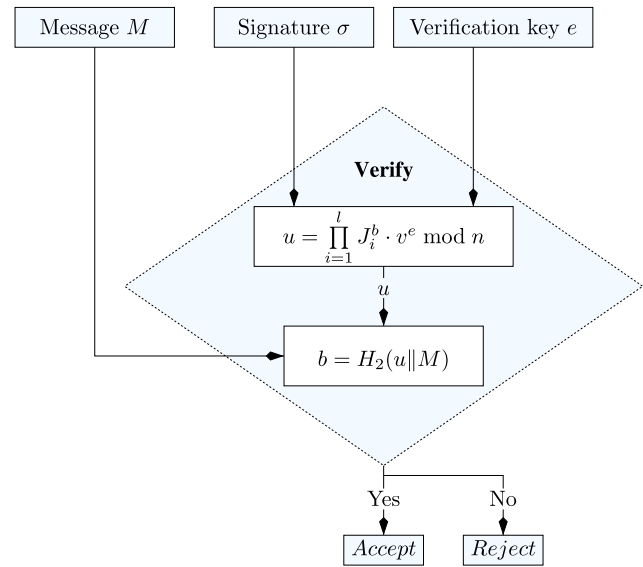 Message M
Signature σ
Verification key e
Verify
u = ∏_{i=1}^{l} J_i^b · v^e mod n
u
b = H_2(u∥M)
Yes
No
Accept
Reject